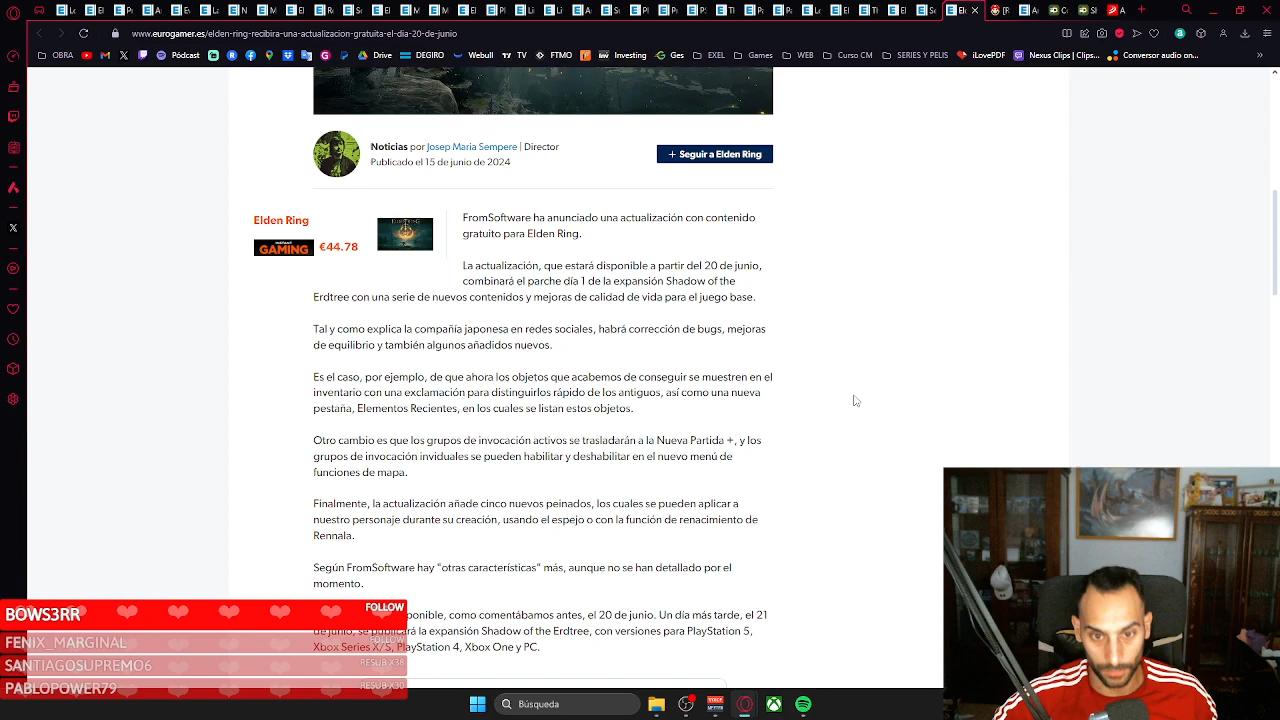 www.eurogamer.es/elden-ring-recibira-una-actualizacion-gratuita-el-dia-20-de-junio
OBRA
Pódcast
Drive
DEGIRO
Webull
TV
FTMO
Investing
Ges
EXEL
Games
WEB
Curso CM
SERIES Y PELIS
iLovePDF
Nexus Clips | Clips...
Conversor audio on...
Noticias por Josep Maria Sempere | Director
Publicado el 15 de junio de 2024
+ Seguir a Elden Ring
Elden Ring
INSTANT GAMING €44.78
ELDEN RING
FromSoftware ha anunciado una actualización con contenido
gratuito para Elden Ring.
La actualización, que estará disponible a partir del 20 de junio,
combinará el parche día 1 de la expansión Shadow of the
Erdtree con una serie de nuevos contenidos y mejoras de calidad de vida para el juego base.
Tal y como explica la compañía japonesa en redes sociales, habrá corrección de bugs, mejoras
de equilibrio y también algunos añadidos nuevos.
Es el caso, por ejemplo, de que ahora los objetos que acabemos de conseguir se muestren en el
inventario con una exclamación para distinguirlos rápido de los antiguos, así como una nueva
pestaña, Elementos Recientes, en los cuales se listan estos objetos.
Otro cambio es que los grupos de invocación activos se trasladarán a la Nueva Partida +, y los
grupos de invocación inviduales se pueden habilitar y deshabilitar en el nuevo menú de
funciones de mapa.
Finalmente, la actualización añade cinco nuevos peinados, los cuales se pueden aplicar a
nuestro personaje durante su creación, usando el espejo o con la función de renacimiento de
Rennala.
Según FromSoftware hay "otras características" más, aunque no se han detallado por el
momento.
ponible, como comentábamos antes, el 20 de junio. Un día más tarde, el 21
de junio, se publicará la expansión Shadow of the Erdtree, con versiones para PlayStation 5,
Xbox Series X/S, PlayStation 4, Xbox One y PC.
BOWS3RR FOLLOW
FENIX_MARGINAL FOLLOW
SANTIAGOSUPREMO6 RESUB X38
PABLOPOWER79 RESUB X30
Búsqueda